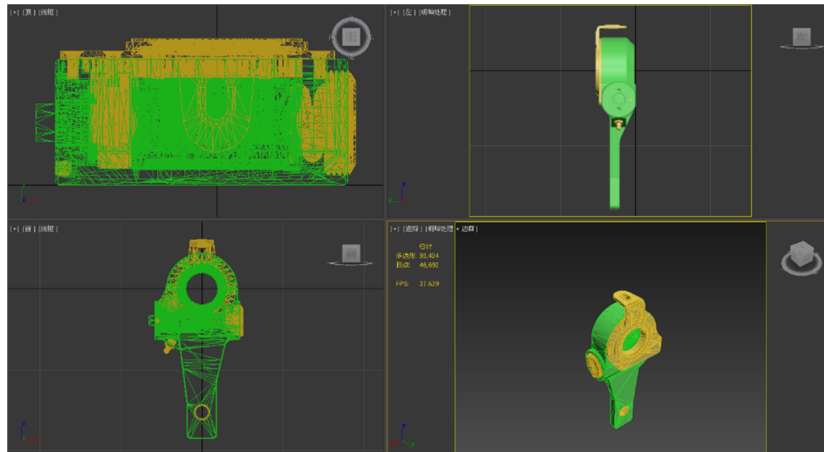 [+] [顶] [线框]
[+] [左] [明暗处理]
[+] [前] [线框]
[+] [透视] [明暗处理 + 边面]
总计
多边形: 93,404
顶点: 46,692
FPS: 37.639